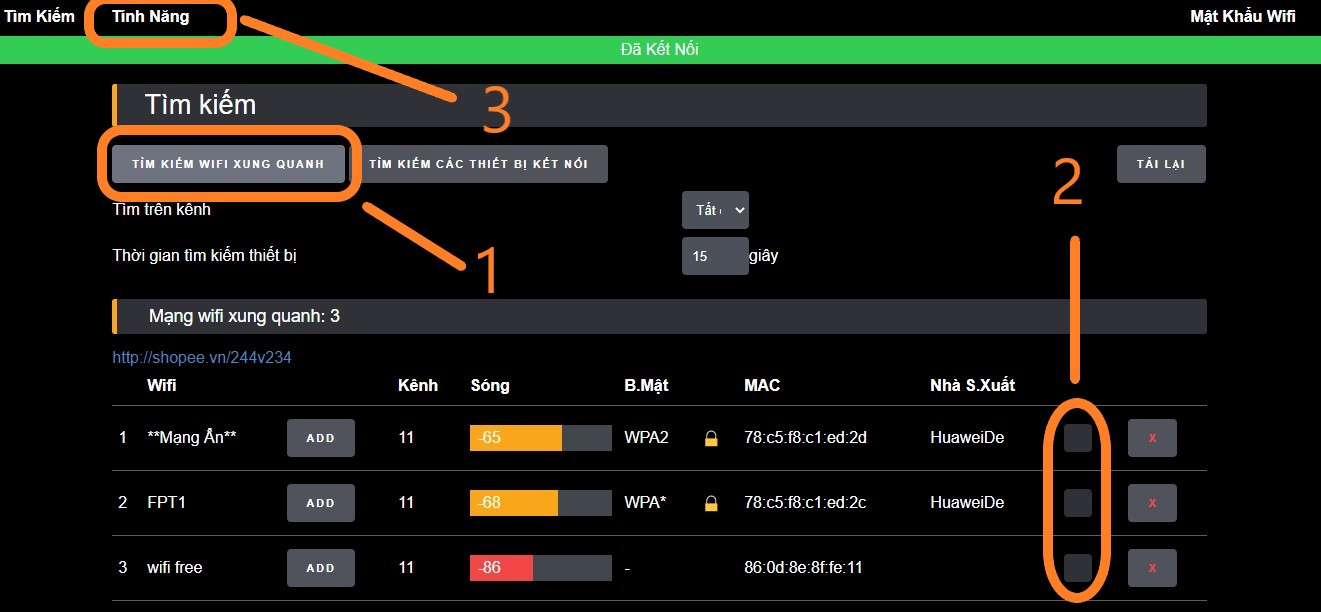 Tìm Kiếm Tính Năng Mật Khẩu Wifi
Đã Kết Nối
Tìm kiếm
3
TÌM KIẾM WIFI XUNG QUANH TÌM KIẾM CÁC THIẾT BỊ KẾT NỐI TẢI LẠI
2
Tìm trên kênh Tất
Thời gian tìm kiếm thiết bị 15 giây
1
Mạng wifi xung quanh: 3
http://shopee.vn/244v234
Wifi Kênh Sóng B.Mật MAC Nhà S.Xuất
1 **Mạng Ẩn** ADD 11 -65 WPA2 78:c5:f8:c1:ed:2d HuaweiDe x
2 FPT1 ADD 11 -68 WPA* 78:c5:f8:c1:ed:2c HuaweiDe x
3 wifi free ADD 11 -86 - 86:0d:8e:8f:fe:11 x